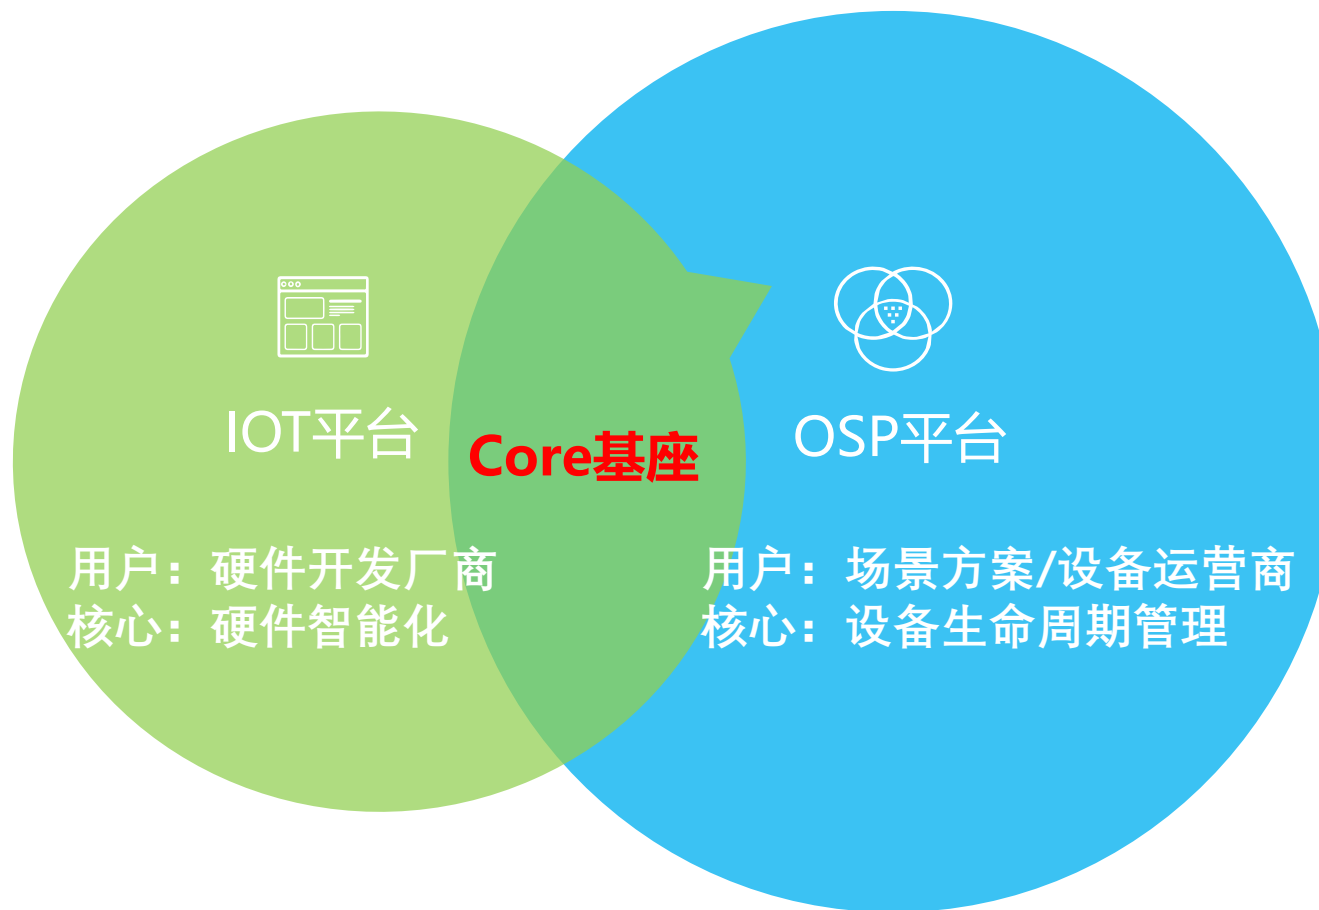 IOT平台
用户：硬件开发厂商
核心：硬件智能化
Core基座
OSP平台
用户：场景方案/设备运营商
核心：设备生命周期管理